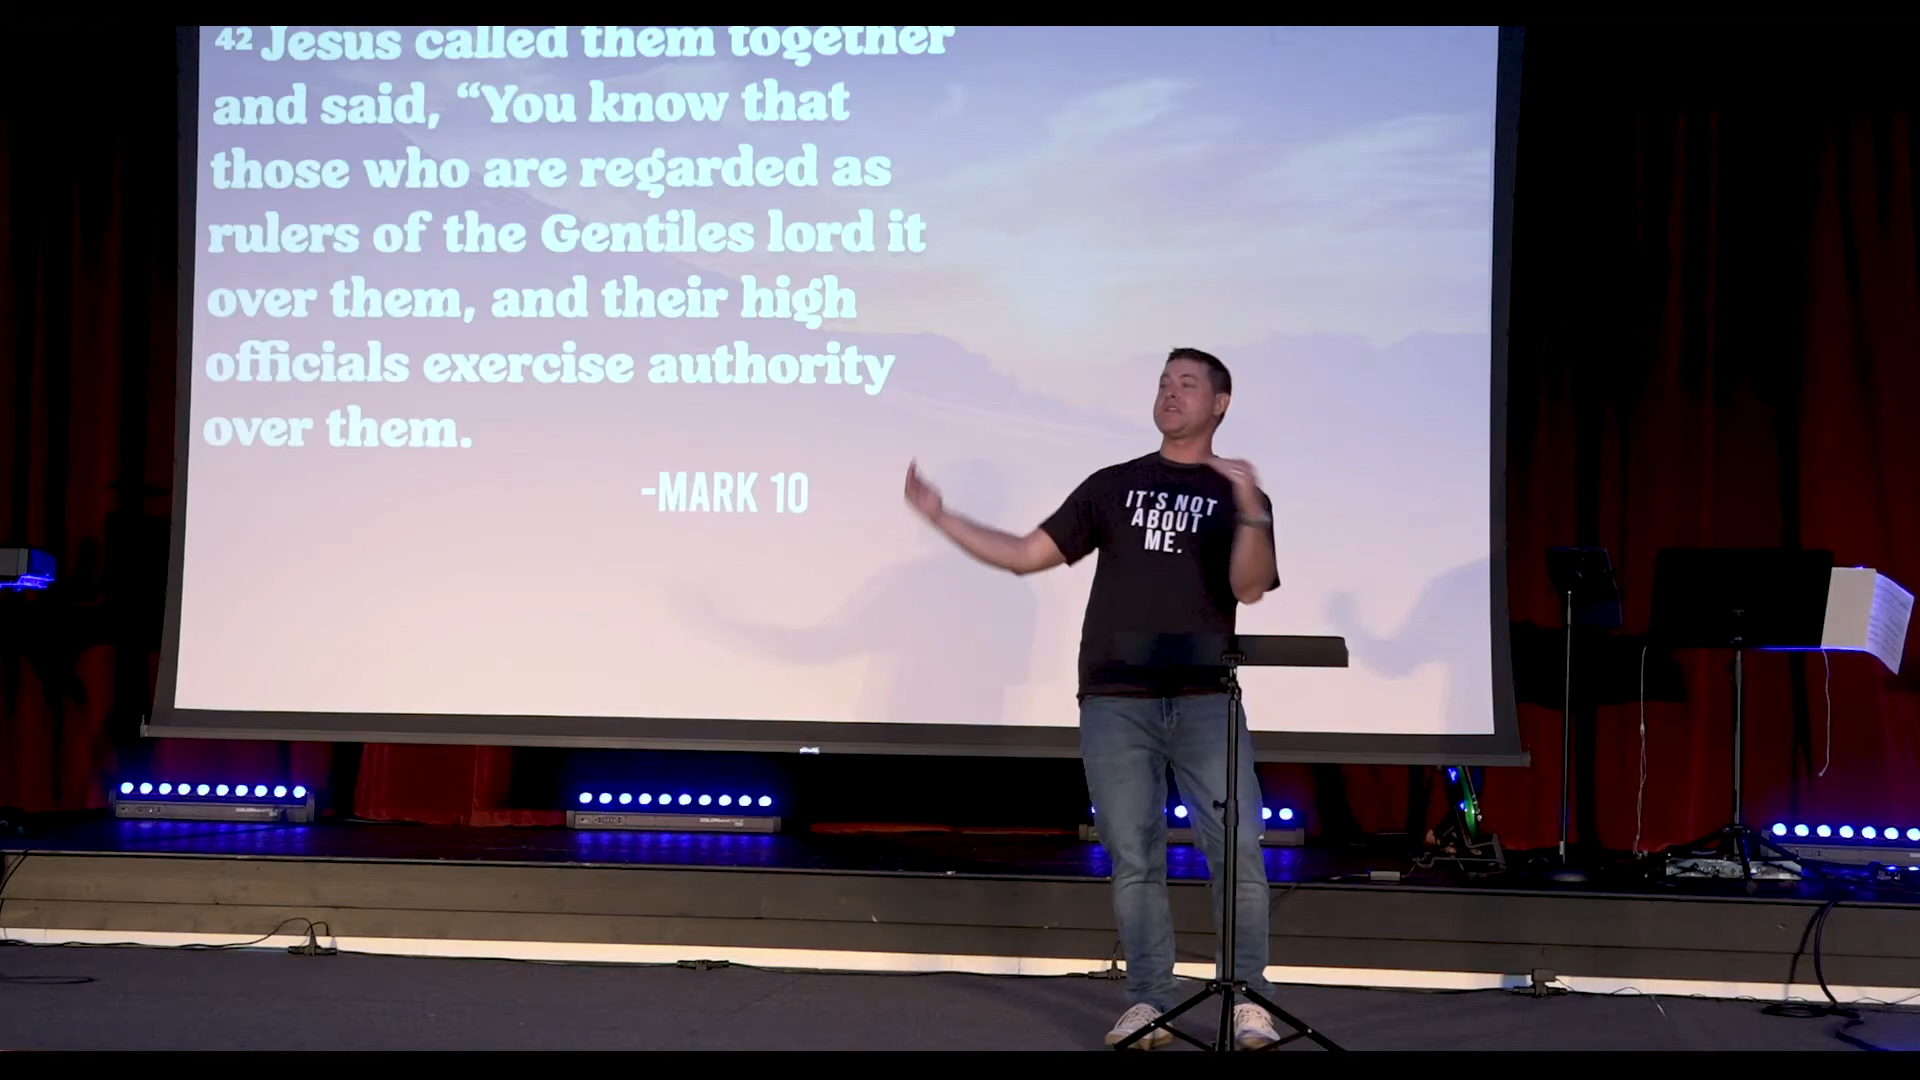 42 Jesus called them together
and said, “You know that
those who are regarded as
rulers of the Gentiles lord it
over them, and their high
officials exercise authority
over them.
-MARK 10
IT'S NOT
ABOUT
ME.